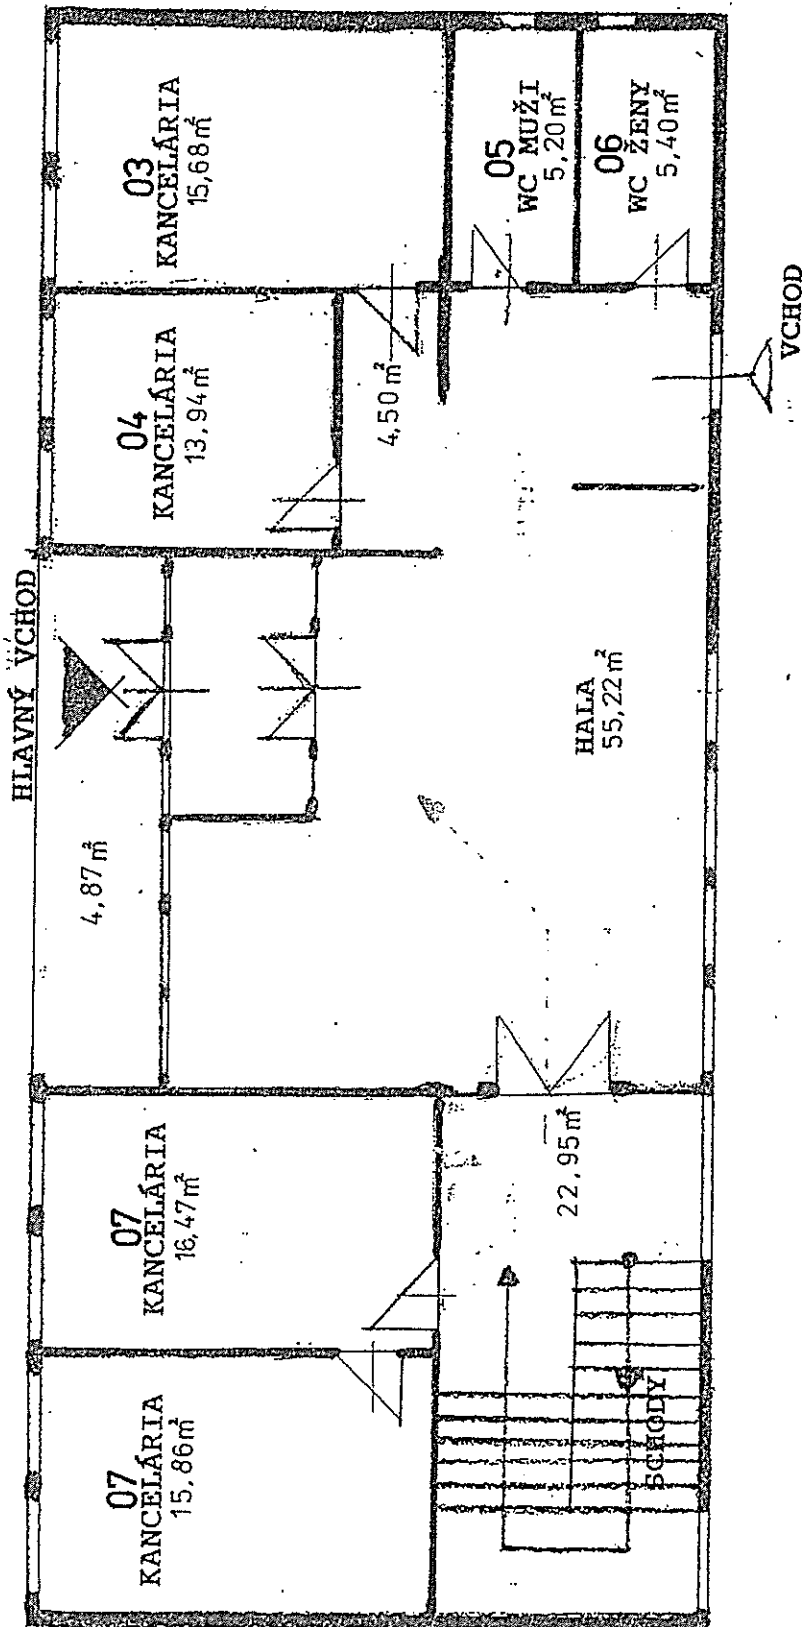 03
KANCELÁRIA
15,68m²
05
WC MUŽI
5,20m²
06
WC ŽENY
5,40m²
04
KANCELÁRIA
13,94m²
4,50m²
VCHOD
HLAVNÝ VCHOD
4,87m²
HALA
55,22m²
07
KANCELÁRIA
16,47m²
22,95m²
07
KANCELÁRIA
15,86m²
SCHODY